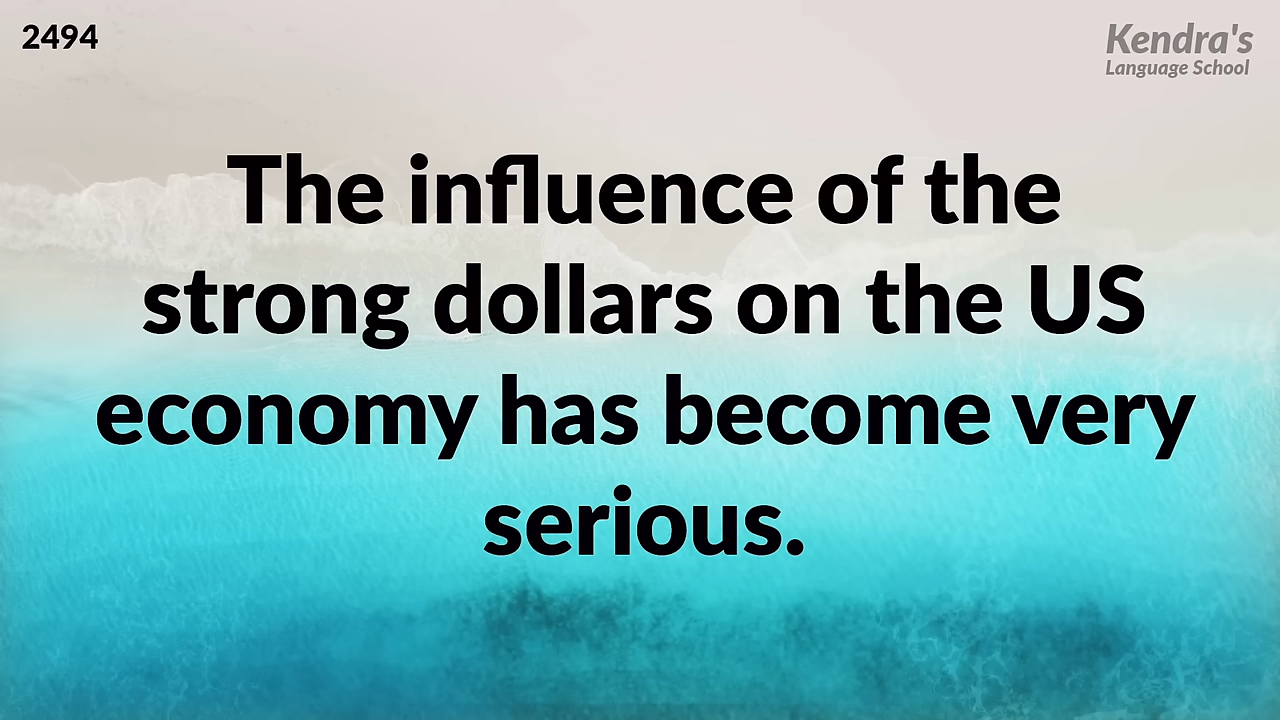 2494
Kendra's
Language School
The influence of the
strong dollars on the US
economy has become very
serious.